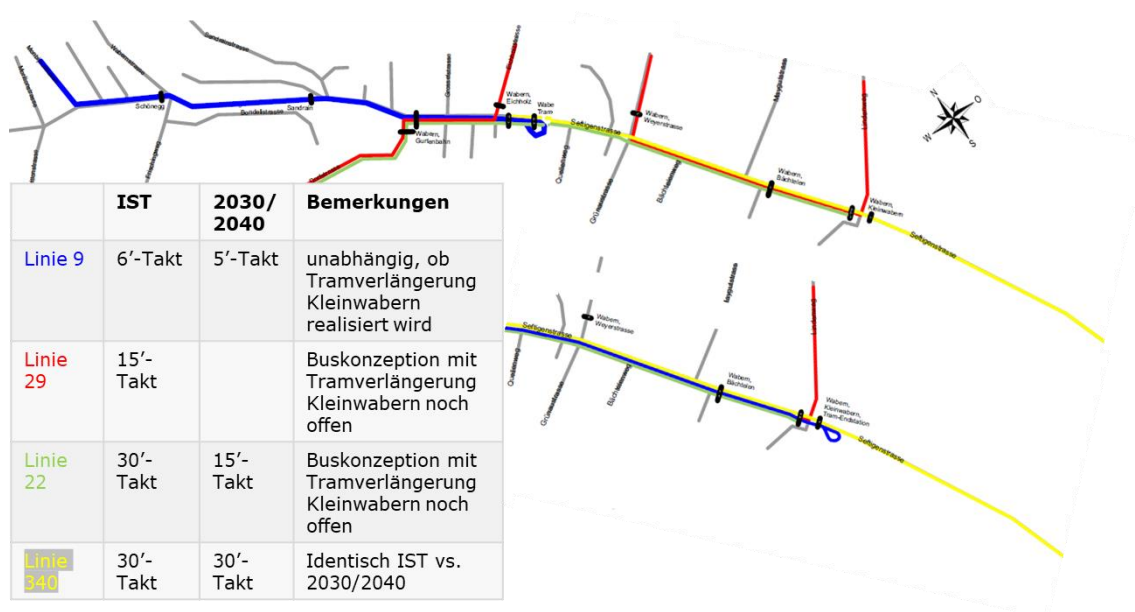 Wabernstrasse
Schönegg
Sandrain
Wabern,
Eichholz
Wabern,
Gurtenbahn
Seftigenstrasse
Wabern,
Weyerstrasse
Quellenweg
Wabern,
Bächtelen
Wabern,
Kleinwabern
Seftigenstrasse
N
O
W
S
IST
2030/
2040
Bemerkungen
Linie 9
6’-Takt
5’-Takt
unabhängig, ob
Tramverlängerung
Kleinwabern
realisiert wird
Linie
29
15’-
Takt
Buskonzeption mit
Tramverlängerung
Kleinwabern noch
offen
Linie
22
30’-
Takt
15’-
Takt
Buskonzeption mit
Tramverlängerung
Kleinwabern noch
offen
Linie
340
30’-
Takt
30’-
Takt
Identisch IST vs.
2030/2040
Seftigenstrasse
Wabern,
Weyerstrasse
Quellenweg
Wabern,
Bächtelen
Wabern,
Kleinwabern,
Tram-Endstation
Seftigenstrasse